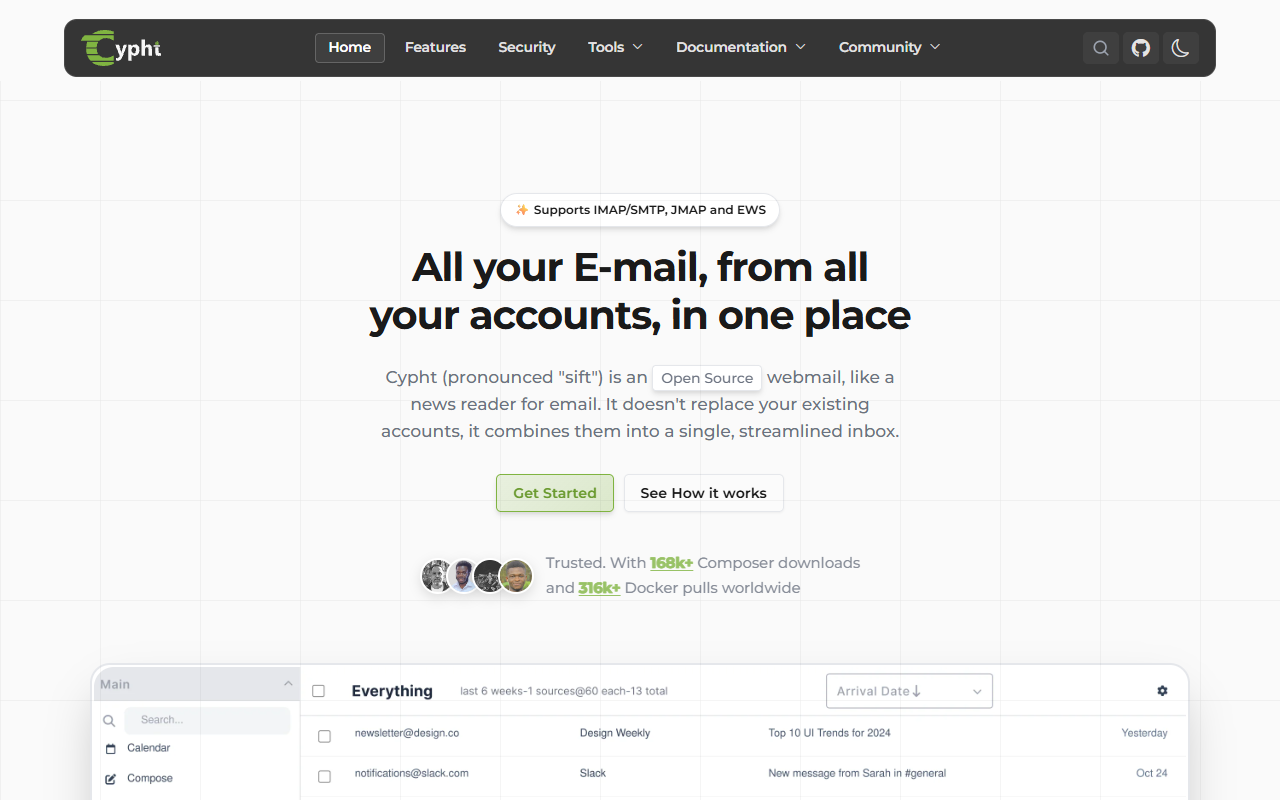 Cypht
Home Features Security Tools Documentation Community
✨ Supports IMAP/SMTP, JMAP and EWS
All your E-mail, from all
your accounts, in one place
Cypht (pronounced "sift") is an Open Source webmail, like a
news reader for email. It doesn't replace your existing
accounts, it combines them into a single, streamlined inbox.
Get Started See How it works
Trusted. With 168k+ Composer downloads
and 316k+ Docker pulls worldwide
Main
Everything last 6 weeks-1 sources@60 each-13 total Arrival Date↓
Search...
newsletter@design.co Design Weekly Top 10 UI Trends for 2024 Yesterday
Calendar
notifications@slack.com Slack New message from Sarah in #general Oct 24
Compose